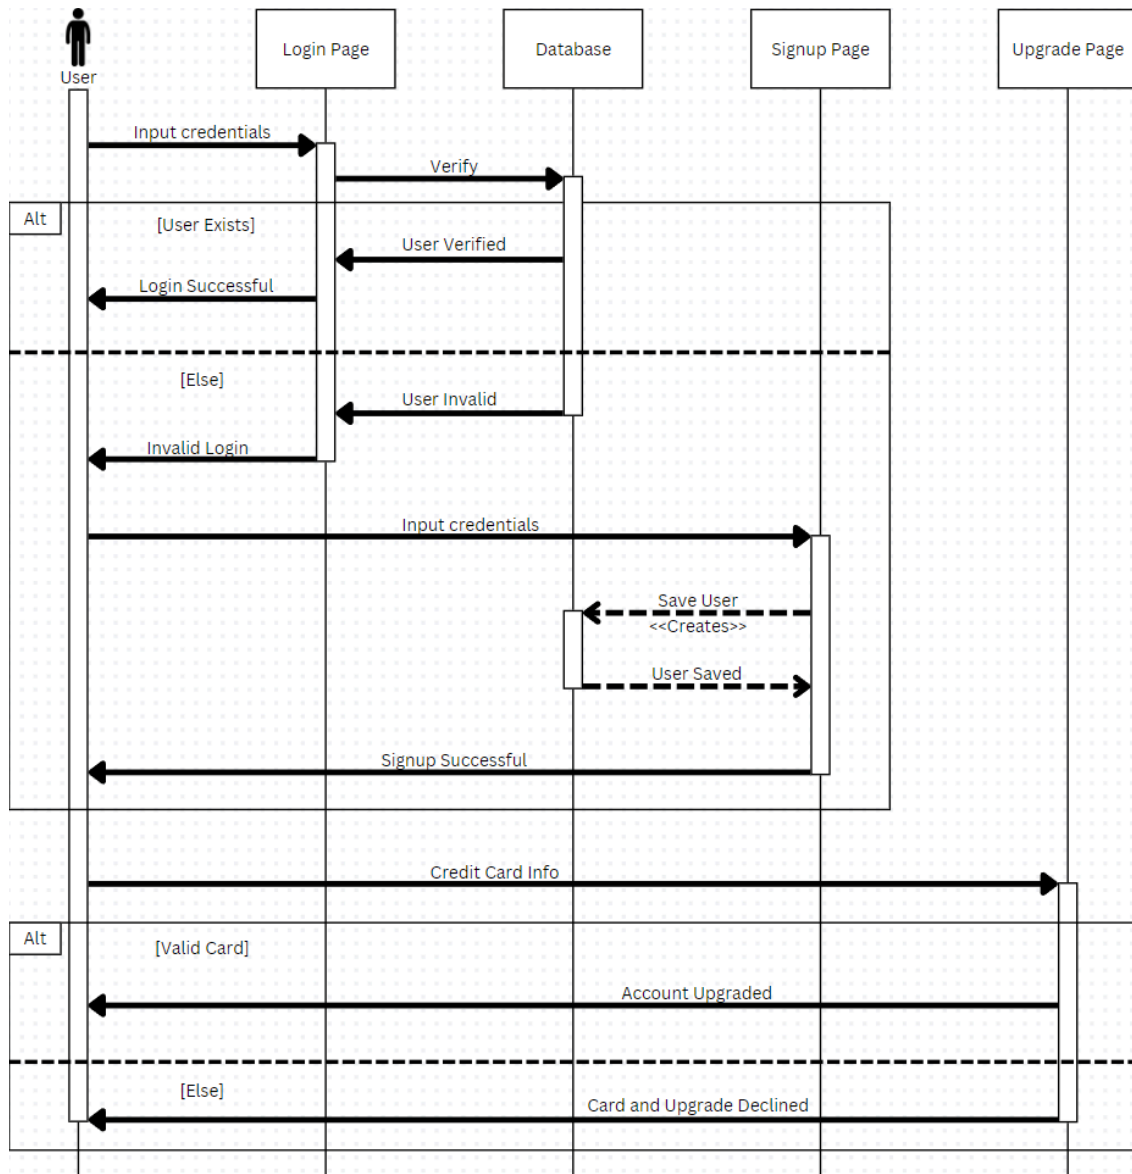 User
Login Page
Database
Signup Page
Upgrade Page
Input credentials
Verify
Alt
[User Exists]
User Verified
Login Successful
[Else]
User Invalid
Invalid Login
Input credentials
Save User
<<Creates>>
User Saved
Signup Successful
Credit Card Info
Alt
[Valid Card]
Account Upgraded
[Else]
Card and Upgrade Declined